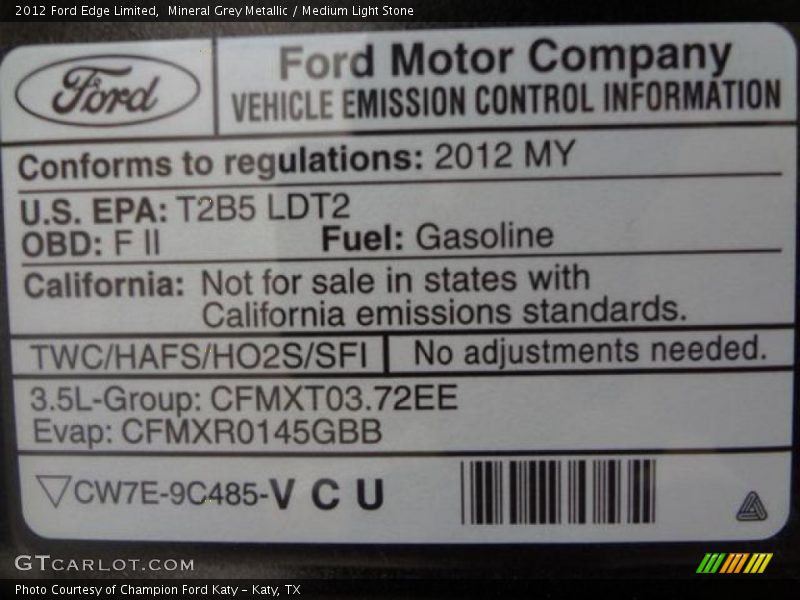 2012 Ford Edge Limited,  Mineral Grey Metallic / Medium Light Stone
Ford
Ford Motor Company
VEHICLE EMISSION CONTROL INFORMATION
Conforms to regulations: 2012 MY
U.S. EPA: T2B5 LDT2
OBD: F II Fuel: Gasoline
California: Not for sale in states with
California emissions standards.
TWC/HAFS/HO2S/SFI
No adjustments needed.
3.5L-Group: CFMXT03.72EE
Evap: CFMXR0145GBB
CW7E-9C485-V C U
GTCARLOT.COM
Photo Courtesy of Champion Ford Katy – Katy, TX